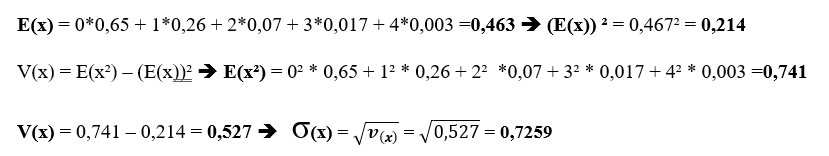 E(x) = 0*0,65 + 1*0,26 + 2*0,07 + 3*0,017 + 4*0,003 =0,463 ➔ (E(x)) ² = 0,467² = 0,214
V(x) = E(x²) – (E(x))² ➔ E(x²) = 0² * 0,65 + 1² * 0,26 + 2² *0,07 + 3² * 0,017 + 4² * 0,003 =0,741
V(x) = 0,741 – 0,214 = 0,527 ➔ σ(x) = √v(x) = √0,527 = 0,7259